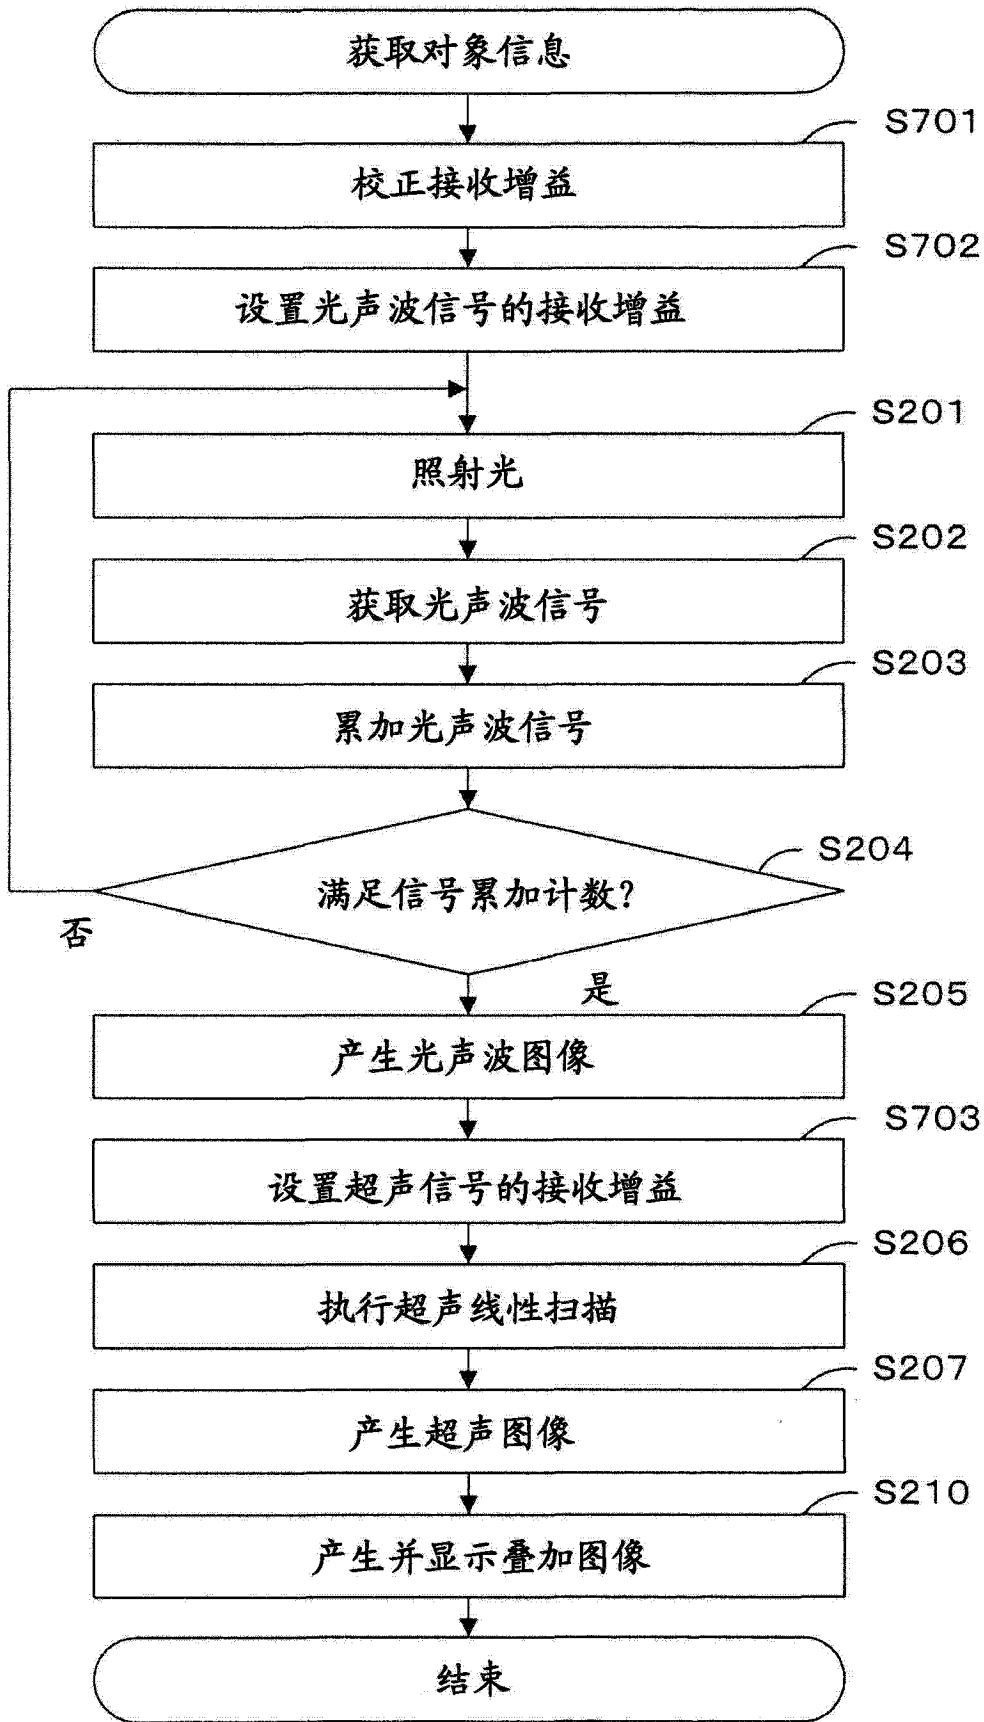 获取对象信息
S701
校正接收增益
S702
设置光声波信号的接收增益
S201
照射光
S202
获取光声波信号
S203
累加光声波信号
S204
满足信号累加计数?
否
是
S205
产生光声波图像
S703
设置超声信号的接收增益
S206
执行超声线性扫描
S207
产生超声图像
S210
产生并显示叠加图像
结束